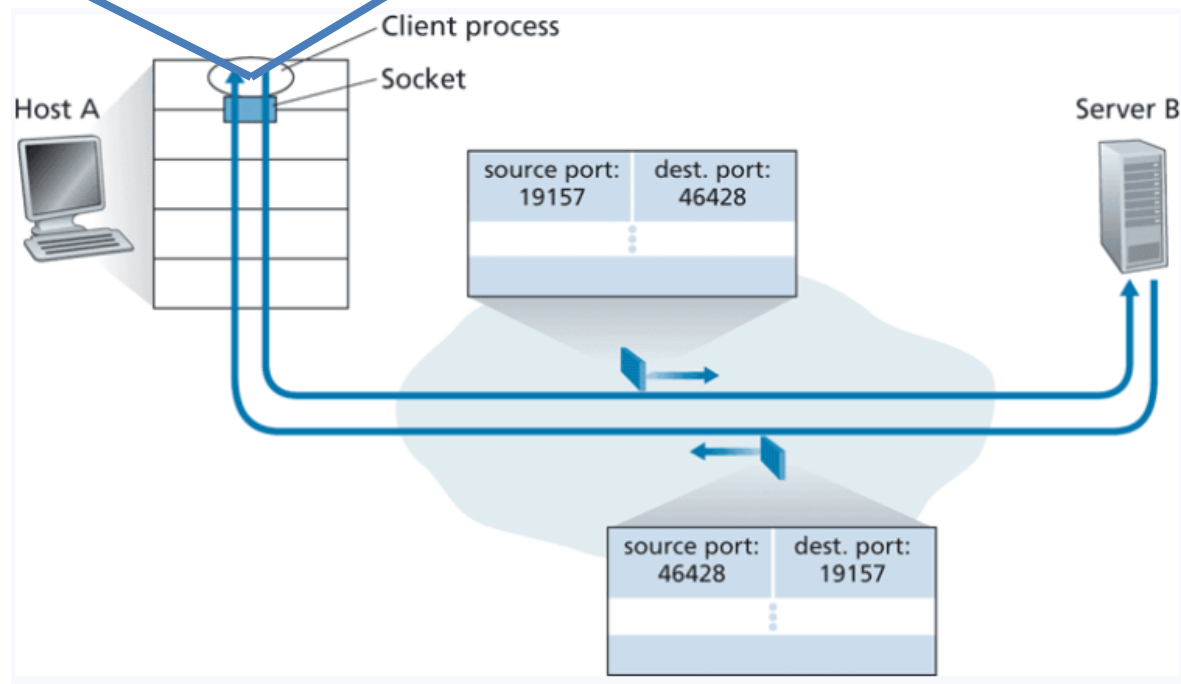 Client process
Socket
Host A
Server B
source port: dest. port:
19157 46428
source port: dest. port:
46428 19157